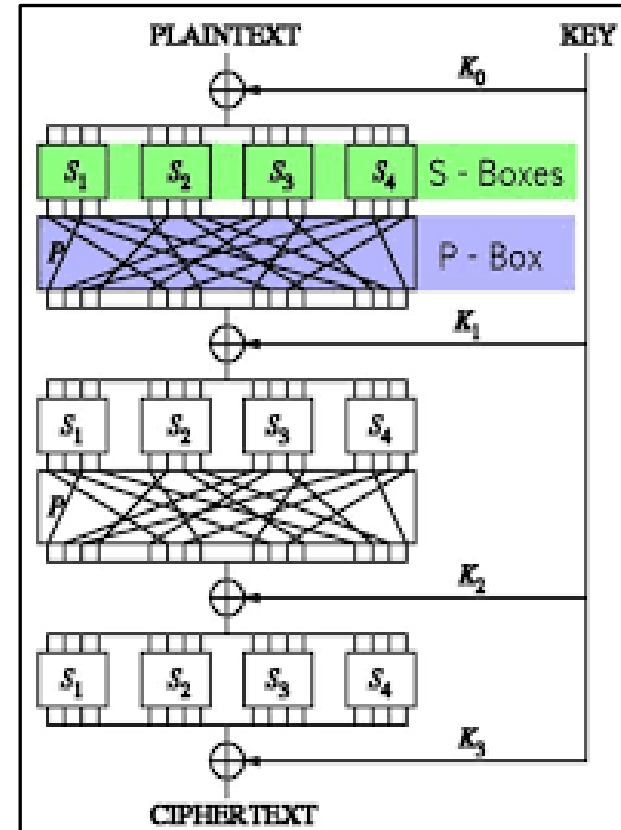 PLAINTEXT KEY
K₀
S₁ S₂ S₃ S₄ S - Boxes
P P - Box
K₁
S₁ S₂ S₃ S₄
P
K₂
S₁ S₂ S₃ S₄
K₃
CIPHERTEXT